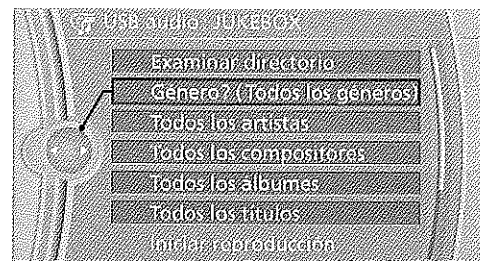 USB audio JUKEBOX
Examinar directorio
Género? (Todos los géneros)
Todos los artistas
Todos los compositores
Todos los álbumes
Todos los títulos
Iniciar reproducción